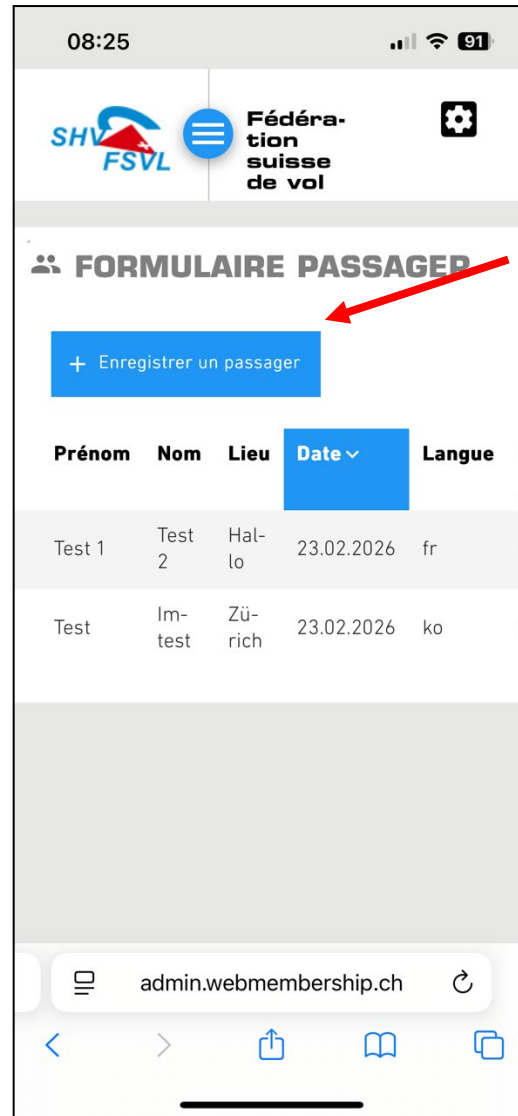 08:25
91
SHV
FSVL
Fédéra-
tion
suisse
de vol
FORMULAIRE PASSAGER
+ Enregistrer un passager
Prénom Nom Lieu Date Langue
Test 1 Test Hal- 23.02.2026 fr
2 lo
Test Im- Zü- 23.02.2026 ko
test rich
admin.webmembership.ch